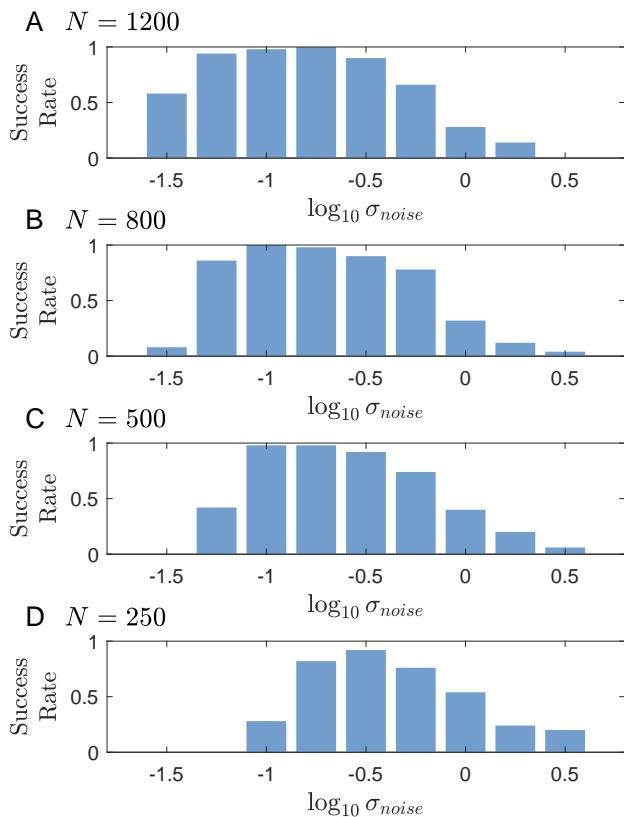 A N = 1200
Success Rate
1
0.5
0
-1.5 -1 -0.5 0 0.5
log10 σnoise
B N = 800
Success Rate
1
0.5
0
-1.5 -1 -0.5 0 0.5
log10 σnoise
C N = 500
Success Rate
1
0.5
0
-1.5 -1 -0.5 0 0.5
log10 σnoise
D N = 250
Success Rate
1
0.5
0
-1.5 -1 -0.5 0 0.5
log10 σnoise